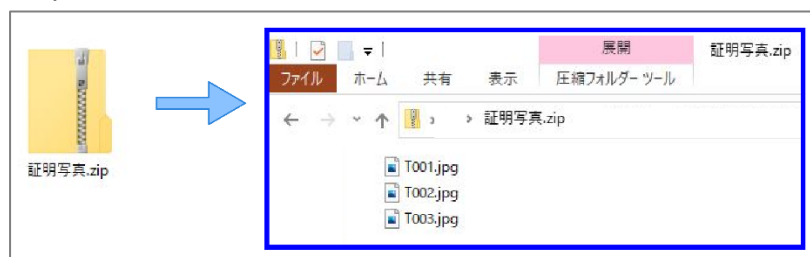 証明写真.zip
展開
証明写真.zip
ファイル ホーム 共有 表示 圧縮フォルダー ツール
証明写真.zip
T001.jpg
T002.jpg
T003.jpg